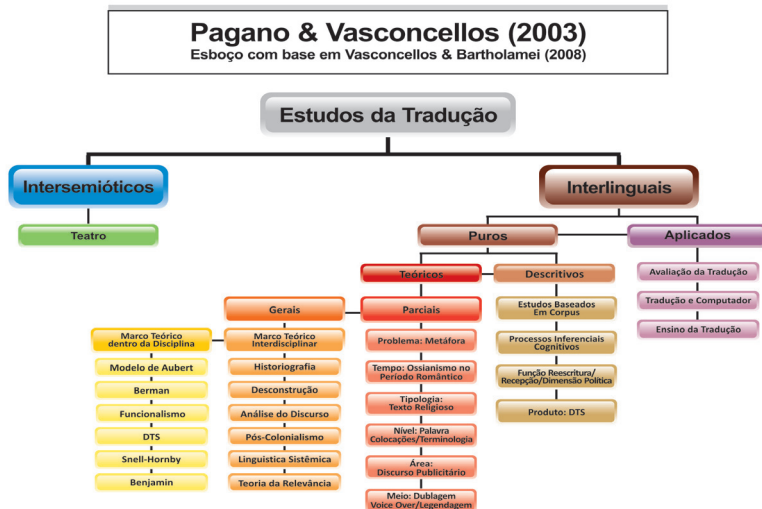 Pagano & Vasconcellos (2003)
Esboço com base em Vasconcellos & Bartholamei (2008)
Estudos da Tradução
Intersemióticos
Interlinguais
Teatro
Puros
Aplicados
Teóricos
Descritivos
Avaliação da Tradução
Tradução e Computador
Ensino da Tradução
Gerais
Parciais
Estudos Baseados
Em Corpus
Processos Inferenciais
Cognitivos
Função Reescritura/
Recepção/Dimensão Política
Produto: DTS
Marco Teórico
dentro da Disciplina
Modelo de Aubert
Berman
Funcionalismo
DTS
Snell-Hornby
Benjamin
Marco Teórico
Interdisciplinar
Historiografia
Desconstrução
Análise do Discurso
Pós-Colonialismo
Linguistica Sistêmica
Teoria da Relevância
Problema: Metáfora
Tempo: Ossianismo no
Período Romântico
Tipologia:
Texto Religioso
Nível: Palavra
Colocações/Terminologia
Área:
Discurso Publicitário
Meio: Dublagem
Voice Over/Legendagem